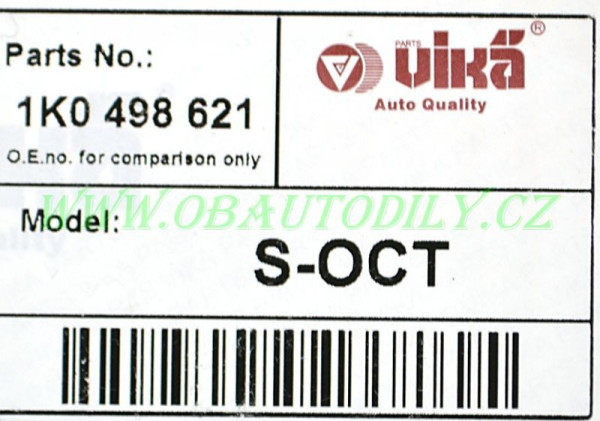 Parts No.:
1K0 498 621
O.E.no. for comparison only
PARTS
vika®
Auto Quality
WWW.OBAUTODILY.CZ
Model:
S-OCT